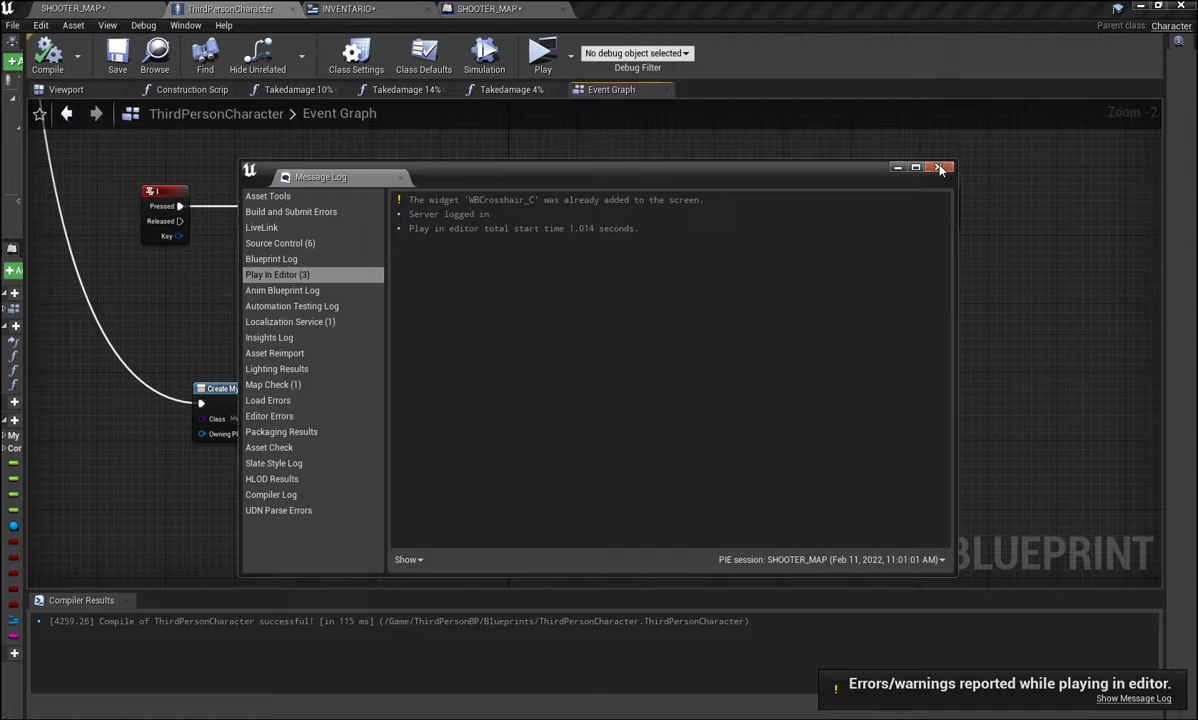 SHOOTER_MAP*
ThirdPersonCharacter
INVENTARIO*
SHOOTER_MAP*
File Edit Asset View Debug Window Help
Parent class: Character
Compile
Save
Browse
Find
Hide Unrelated
Class Settings
Class Defaults
Simulation
Play
No debug object selected
Debug Filter
Viewport
Construction Scrip
Takedamage 10%
Takedamage 14%
Takedamage 4%
Event Graph
ThirdPersonCharacter > Event Graph
Zoom -2
I
Pressed
Released
Key
Create My
Class
Owning Pl
Message Log
Asset Tools
Build and Submit Errors
LiveLink
Source Control (6)
Blueprint Log
Play In Editor (3)
Anim Blueprint Log
Automation Testing Log
Localization Service (1)
Insights Log
Asset Reimport
Lighting Results
Map Check (1)
Load Errors
Editor Errors
Packaging Results
Asset Check
Slate Style Log
HLOD Results
Compiler Log
UDN Parse Errors
The widget 'WBCrosshair_C' was already added to the screen.
Server logged in
Play in editor total start time 1.014 seconds.
Show
PIE session: SHOOTER_MAP (Feb 11, 2022, 11:01:01 AM)
BLUEPRINT
My
Cor
Compiler Results
[4259.26] Compile of ThirdPersonCharacter successful! [in 115 ms] (/Game/ThirdPersonBP/Blueprints/ThirdPersonCharacter.ThirdPersonCharacter)
Errors/warnings reported while playing in editor.
Show Message Log